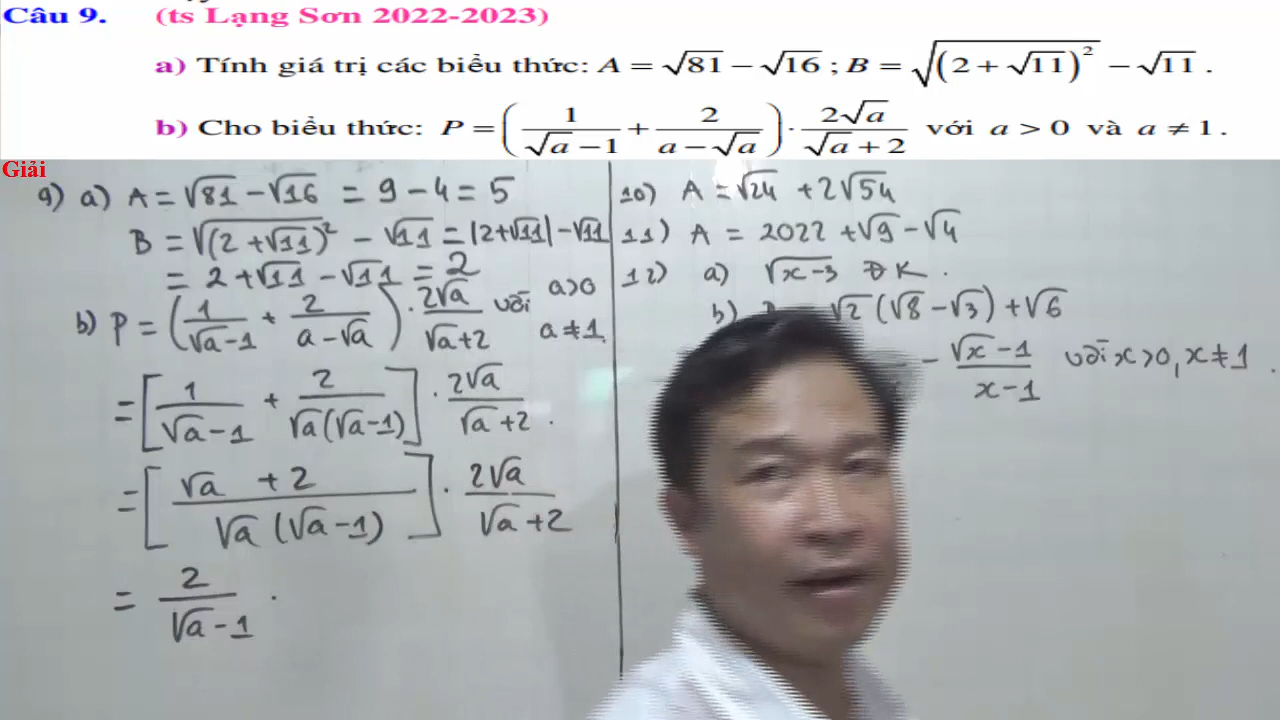 Câu 9. (ts Lạng Sơn 2022-2023)
a) Tính giá trị các biểu thức: A = √81 − √16 ; B = √((2 + √11)²) − √11 .
b) Cho biểu thức: P = (1/(√a − 1) + 2/(a − √a)) · 2√a/(√a + 2) với a > 0 và a ≠ 1 .
Giải
9) a) A = √81 − √16 = 9 − 4 = 5
B = √((2 + √11)²) − √11 = |2+√11| − √11
= 2 + √11 − √11 = 2
b) P = (1/(√a − 1) + 2/(a − √a)) · 2√a/(√a + 2) với a>0 a ≠ 1
= [1/(√a − 1) + 2/(√a(√a − 1))] · 2√a/(√a + 2) .
= [(√a + 2)/(√a (√a − 1))] · 2√a/(√a + 2)
= 2/(√a − 1) .
10) A = √24 + 2√54
11) A = 2022 + √9 − √4
12) a) √(x−3) ĐK .
b) √2 (√8 − √3) + √6
− (√x − 1)/(x − 1) với x>0, x ≠ 1 .